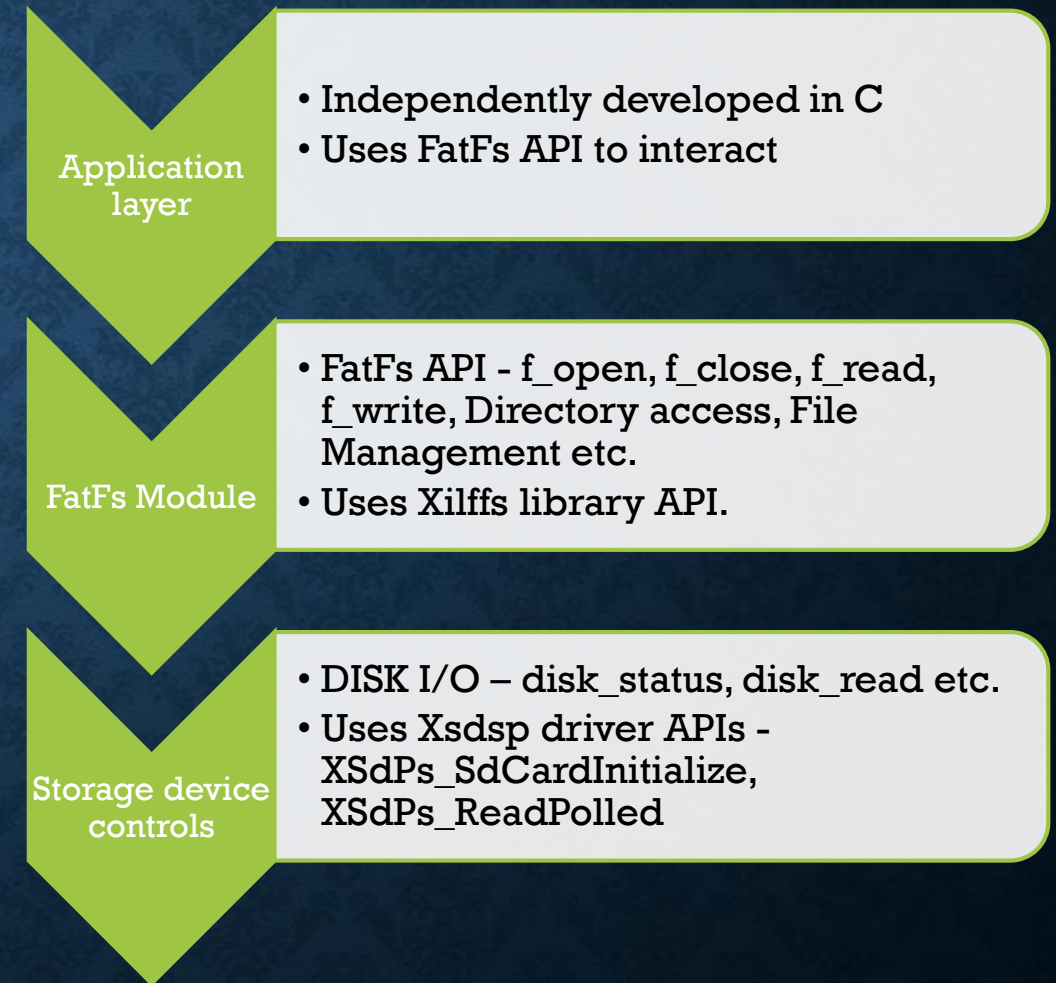 Application
layer
• Independently developed in C
• Uses FatFs API to interact
FatFs Module
• FatFs API - f_open, f_close, f_read,
f_write, Directory access, File
Management etc.
• Uses Xilffs library API.
Storage device
controls
• DISK I/O – disk_status, disk_read etc.
• Uses Xsdsp driver APIs -
XSdPs_SdCardInitialize,
XSdPs_ReadPolled